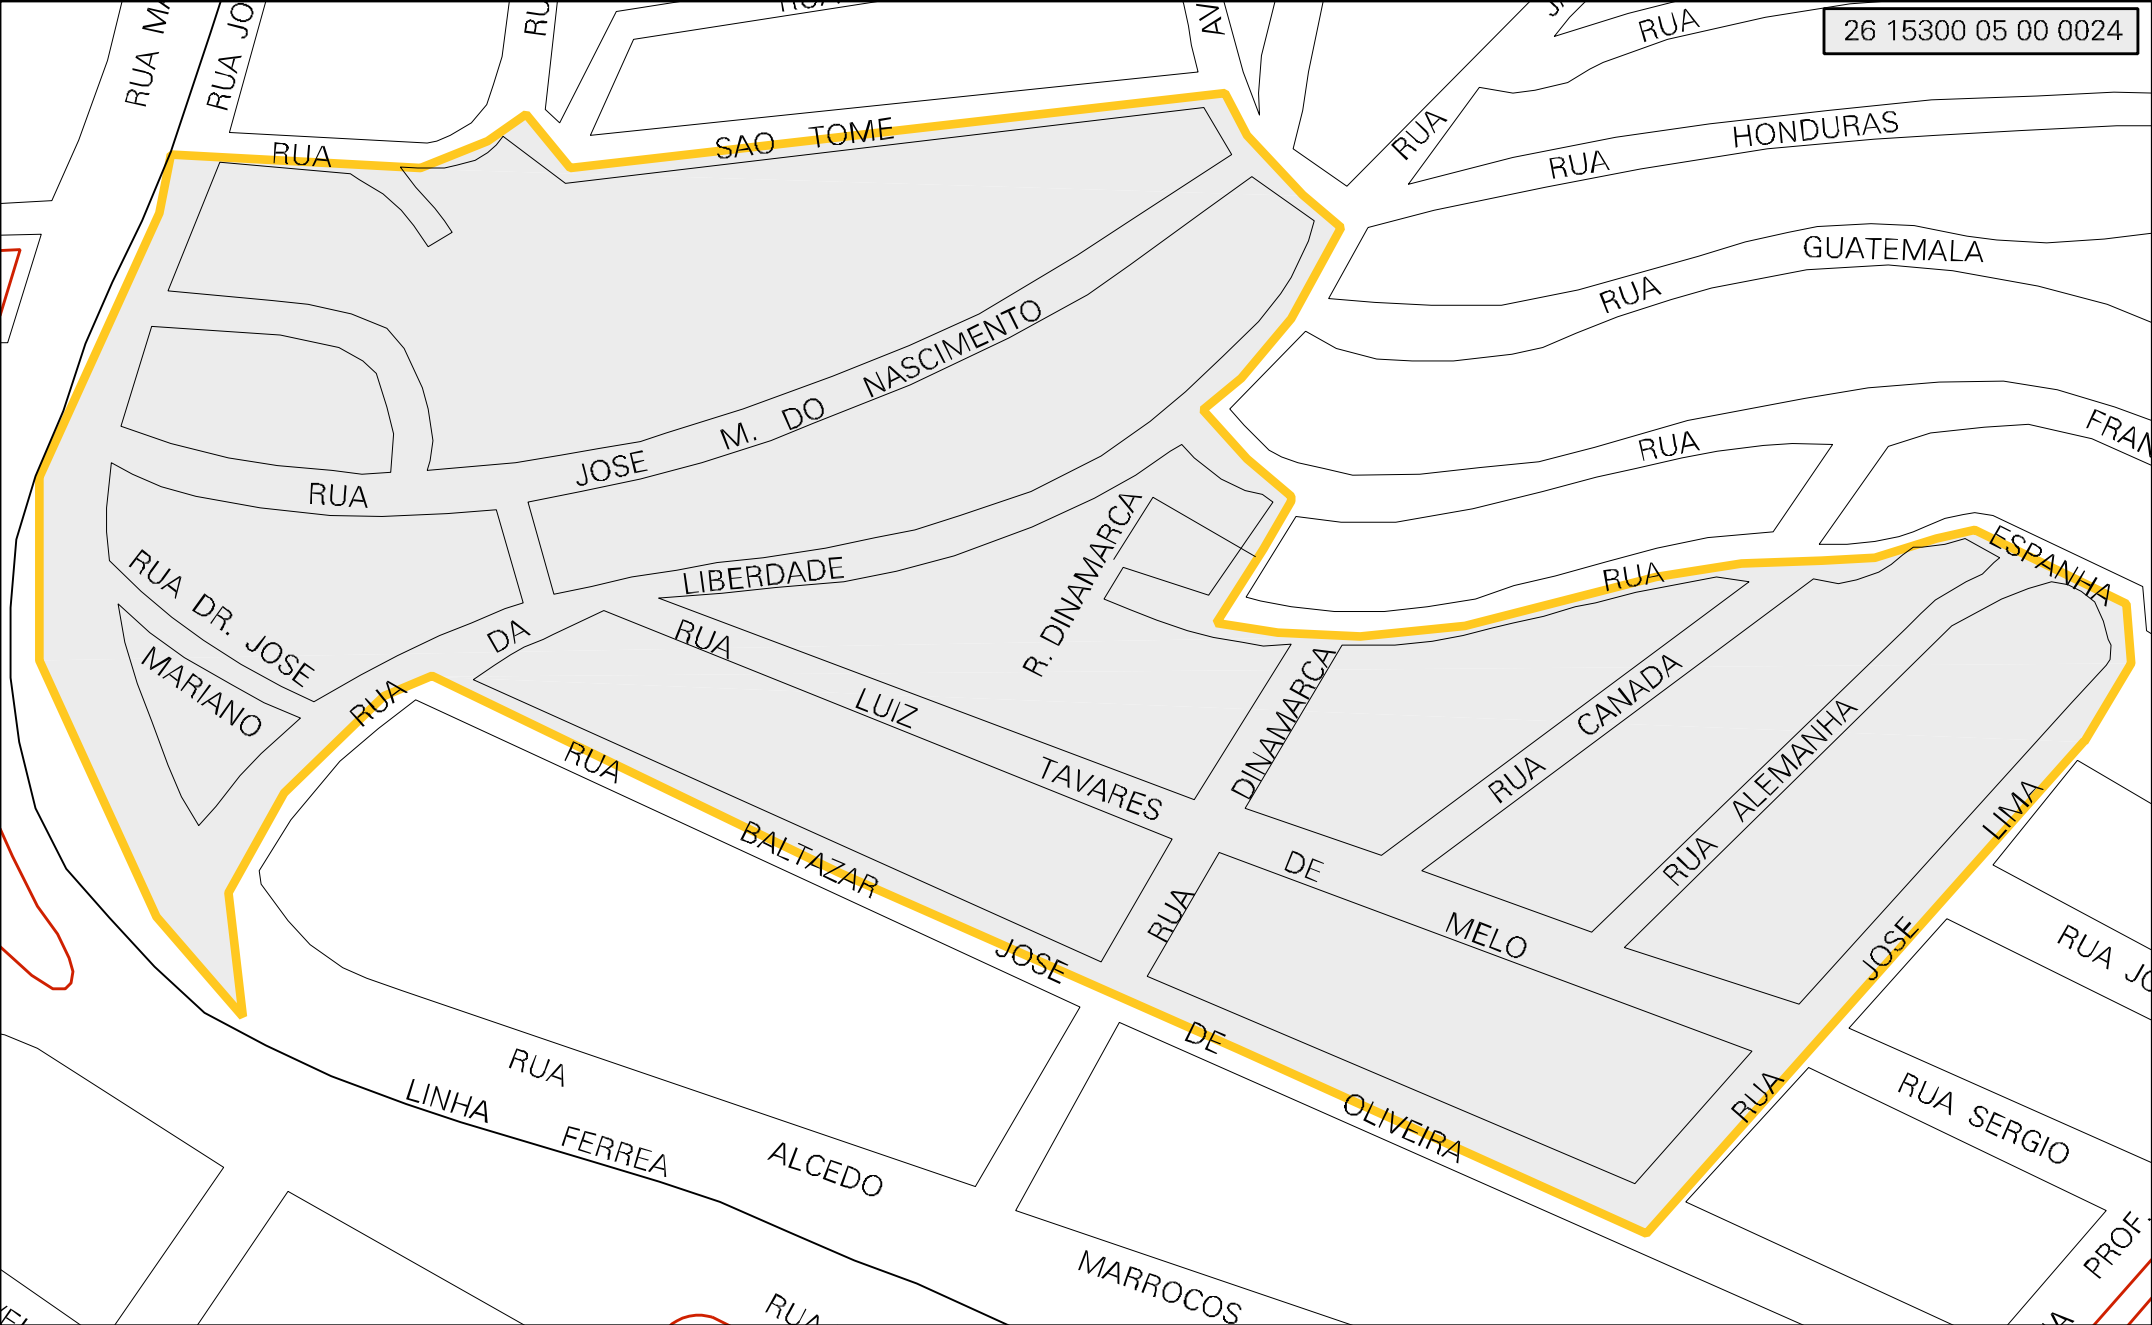 26 15300 05 00 0024
RUA
RUA JO
RUA
RUA SAO TOME
RUA HONDURAS
RUA GUATEMALA
RUA
RUA JOSE M. DO NASCIMENTO
RUA
RUA ESPANHA
RUA DR. JOSE
MARIANO
RUA DA LIBERDADE
R. DINAMARCA
RUA DINAMARCA
RUA LUIZ TAVARES DE MELO
RUA CANADA
RUA ALEMANHA
RUA JOSE LIMA
RUA BALTAZAR JOSE DE OLIVEIRA
RUA ALCEDO MARROCOS
LINHA FERREA
RUA JO
RUA SERGIO
PROF.